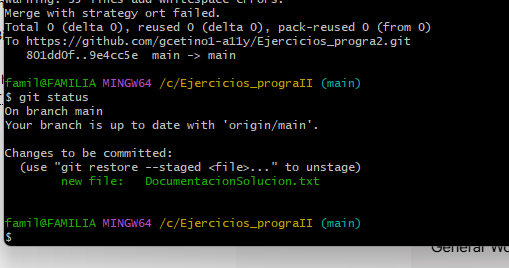 warning: 39 lines add whitespace errors.
Merge with strategy ort failed.
Total 0 (delta 0), reused 0 (delta 0), pack-reused 0 (from 0)
To https://github.com/gcetino1-a11y/Ejercicios_progra2.git
801dd0f..9e4cc5e main -> main
famil@FAMILIA MINGW64 /c/Ejercicios_prograII (main)
$ git status
On branch main
Your branch is up to date with 'origin/main'.
Changes to be committed:
(use "git restore --staged <file>..." to unstage)
new file: DocumentacionSolucion.txt
famil@FAMILIA MINGW64 /c/Ejercicios_prograII (main)
$
General Wo